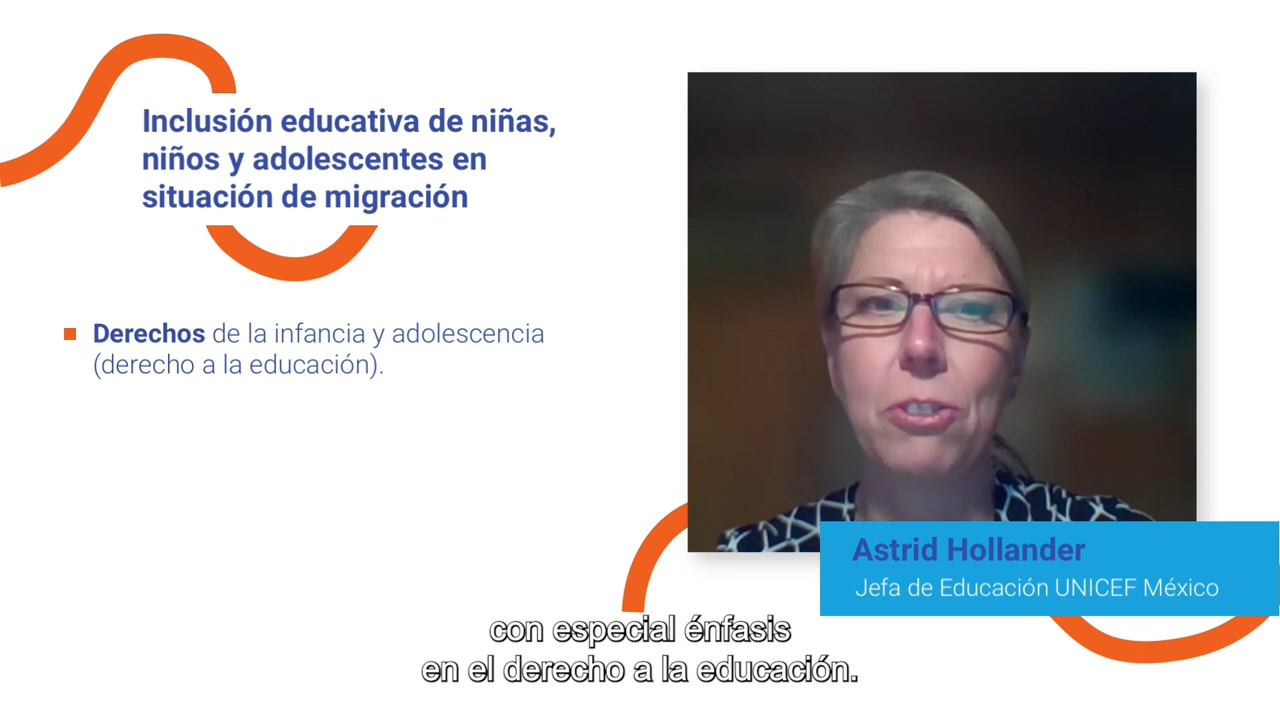 Inclusión educativa de niñas,
niños y adolescentes en
situación de migración
Derechos de la infancia y adolescencia
(derecho a la educación).
Astrid Hollander
Jefa de Educación UNICEF México
con especial énfasis
en el derecho a la educación.